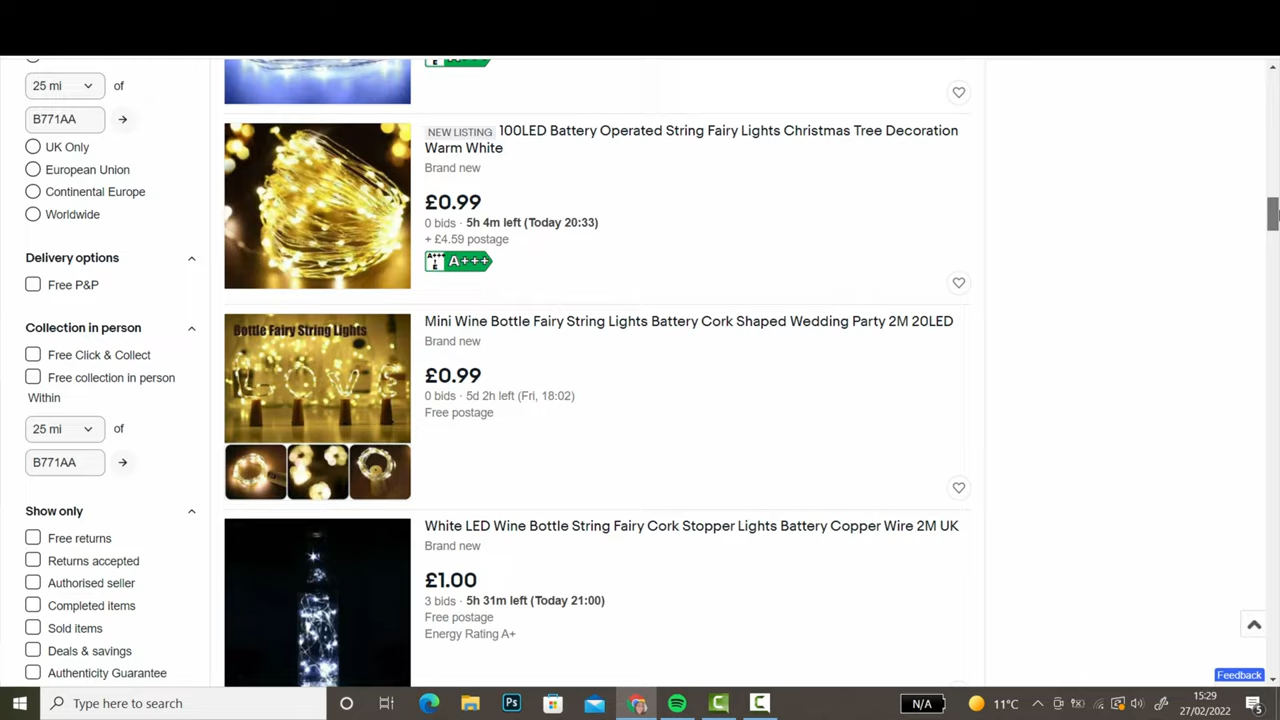 25 mi of
B771AA
UK Only
European Union
Continental Europe
Worldwide
Delivery options
Free P&P
Collection in person
Free Click & Collect
Free collection in person
Within
25 mi of
B771AA
Show only
Free returns
Returns accepted
Authorised seller
Completed items
Sold items
Deals & savings
Authenticity Guarantee
E
NEW LISTING 100LED Battery Operated String Fairy Lights Christmas Tree Decoration
Warm White
Brand new
£0.99
0 bids · 5h 4m left (Today 20:33)
+ £4.59 postage
A+++
E
A+++
Bottle Fairy String Lights
LOVE
Mini Wine Bottle Fairy String Lights Battery Cork Shaped Wedding Party 2M 20LED
Brand new
£0.99
0 bids · 5d 2h left (Fri, 18:02)
Free postage
White LED Wine Bottle String Fairy Cork Stopper Lights Battery Copper Wire 2M UK
Brand new
£1.00
3 bids · 5h 31m left (Today 21:00)
Free postage
Energy Rating A+
Feedback
Type here to search
Ps
N/A
11°C
15:29
27/02/2022
5